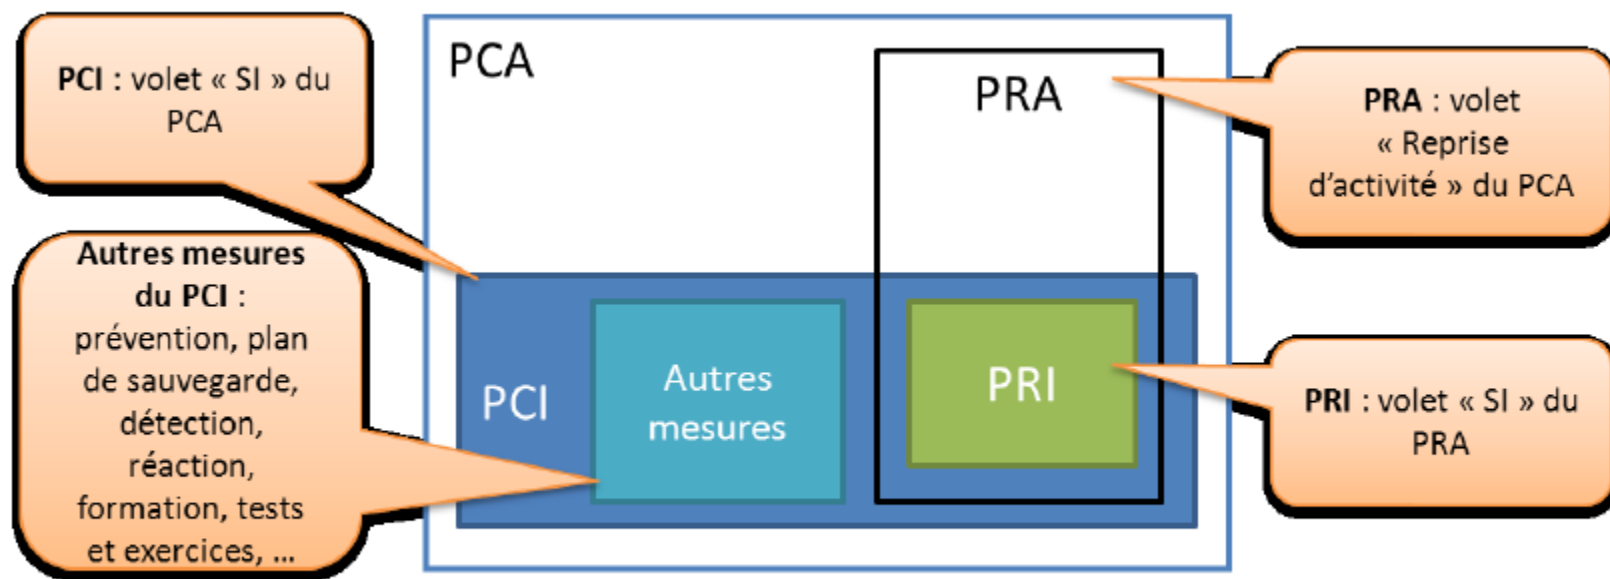 PCI : volet « SI » du
PCA
Autres mesures
du PCI :
prévention, plan
de sauvegarde,
détection,
réaction,
formation, tests
et exercices, ...
PCA
PRA
PCI
Autres
mesures
PRI
PRA : volet
« Reprise
d’activité » du PCA
PRI : volet « SI » du
PRA